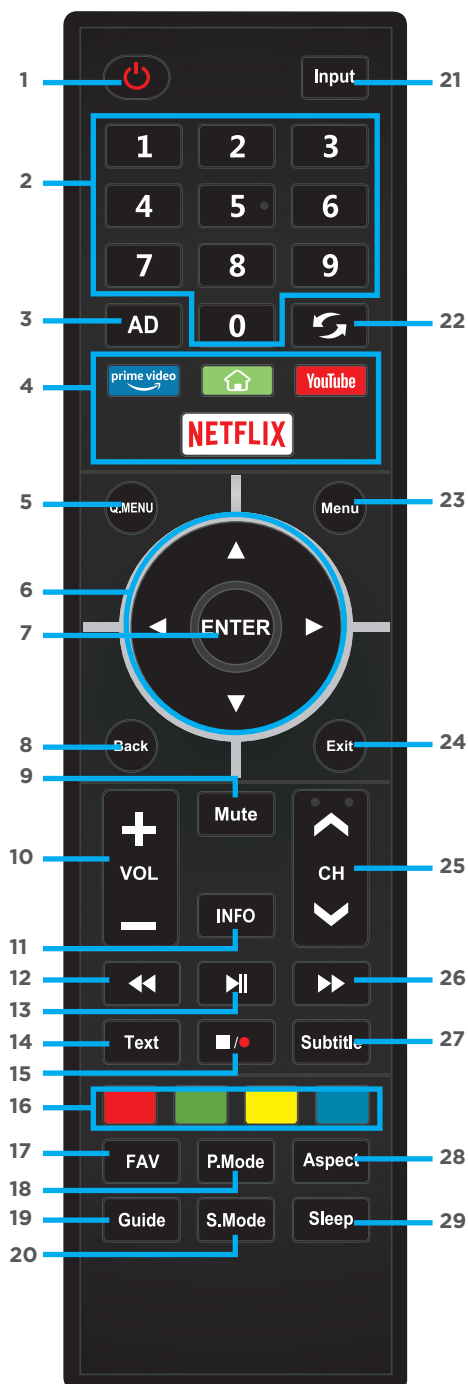 1 Input 21
2 1 2 3
4 5 6
7 8 9
3 AD 0 22
4 prime video YouTube
NETFLIX
5 Q.MENU Menu 23
6
7 ENTER
8 Back Exit 24
9 Mute
10 VOL CH 25
11 INFO
12 26
13
14 Text Subtitle 27
15
16
17 FAV P.Mode Aspect 28
18
19 Guide S.Mode Sleep 29
20